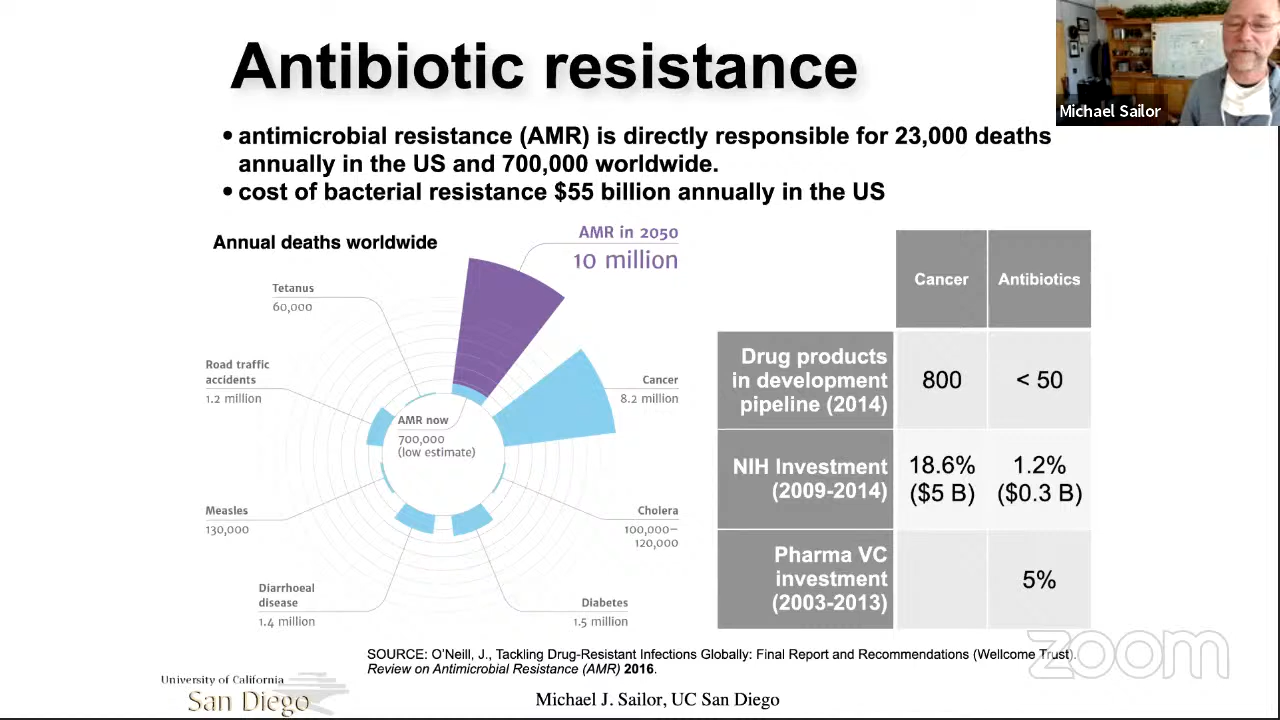 Antibiotic resistance
Michael Sailor
• antimicrobial resistance (AMR) is directly responsible for 23,000 deaths
annually in the US and 700,000 worldwide.
• cost of bacterial resistance $55 billion annually in the US
Annual deaths worldwide
AMR in 2050
10 million
Tetanus
60,000
Road traffic
accidents
1.2 million
Cancer
8.2 million
AMR now
700,000
(low estimate)
Measles
130,000
Cholera
100,000–
120,000
Diarrhoeal
disease
1.4 million
Diabetes
1.5 million
Cancer
Antibiotics
Drug products
in development
pipeline (2014)
800
< 50
NIH Investment
(2009-2014)
18.6%
($5 B)
1.2%
($0.3 B)
Pharma VC
investment
(2003-2013)
5%
SOURCE: O’Neill, J., Tackling Drug-Resistant Infections Globally: Final Report and Recommendations (Wellcome Trust).
Review on Antimicrobial Resistance (AMR) 2016.
zoom
University of California
San Diego
Michael J. Sailor, UC San Diego